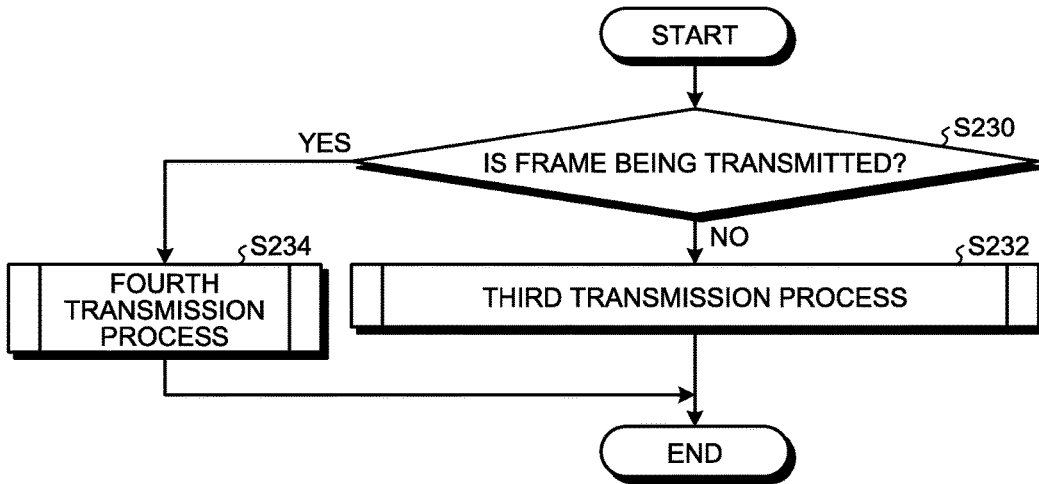 START
S230
YES
IS FRAME BEING TRANSMITTED?
NO
S234
S232
FOURTH
TRANSMISSION
PROCESS
THIRD TRANSMISSION PROCESS
END